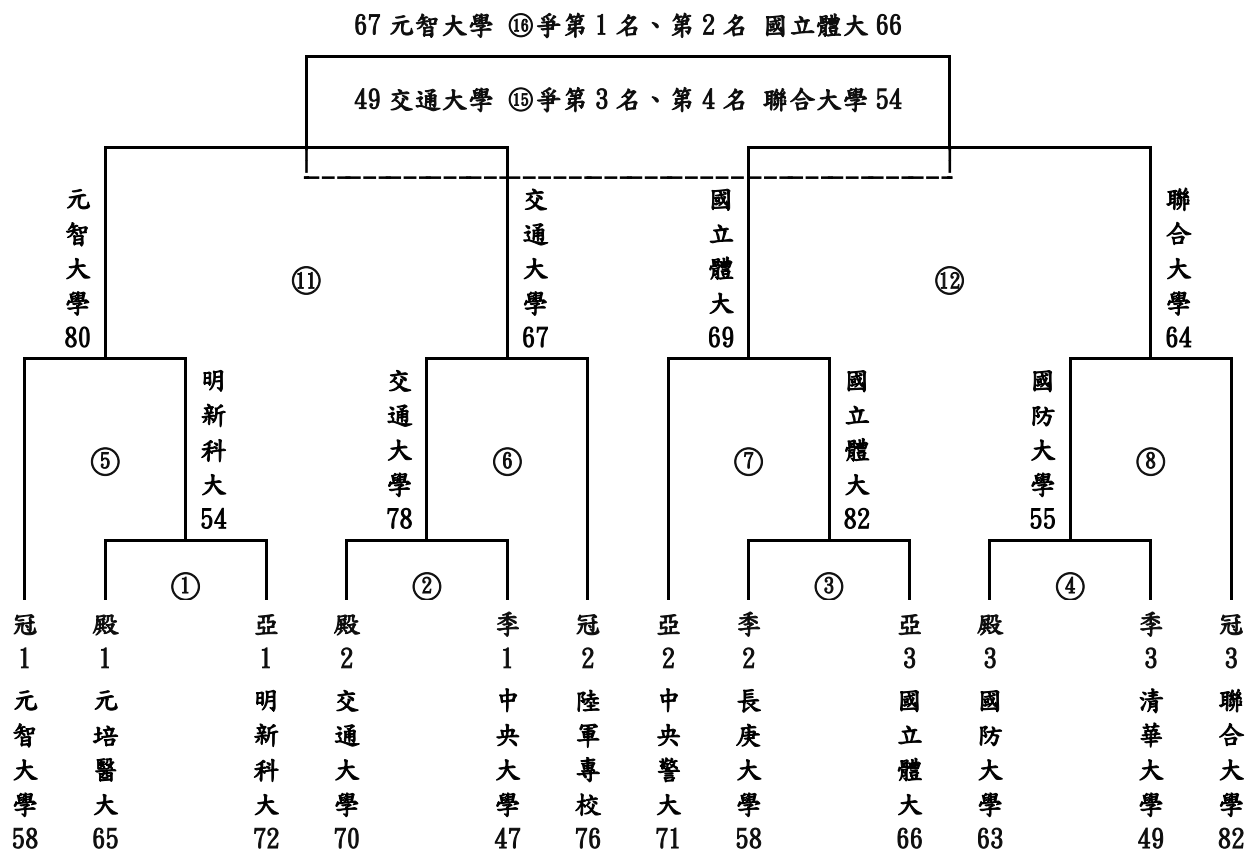 67 元智大學 ⑯爭第 1 名、第 2 名 國立體大 66
49 交通大學 ⑮爭第 3 名、第 4 名 聯合大學 54
元智大學 80
⑪
交通大學 67
國立體大 69
⑫
聯合大學 64
⑤
明新科大 54
交通大學 78
⑥
⑦
國立體大 82
國防大學 55
⑧
①
②
③
④
冠1 元智大學 58
殿1 元培醫大 65
亞1 明新科大 72
殿2 交通大學 70
季1 中央大學 47
冠2 陸軍專校 76
亞2 中央警大 71
季2 長庚大學 58
亞3 國立體大 66
殿3 國防大學 63
季3 清華大學 49
冠3 聯合大學 82